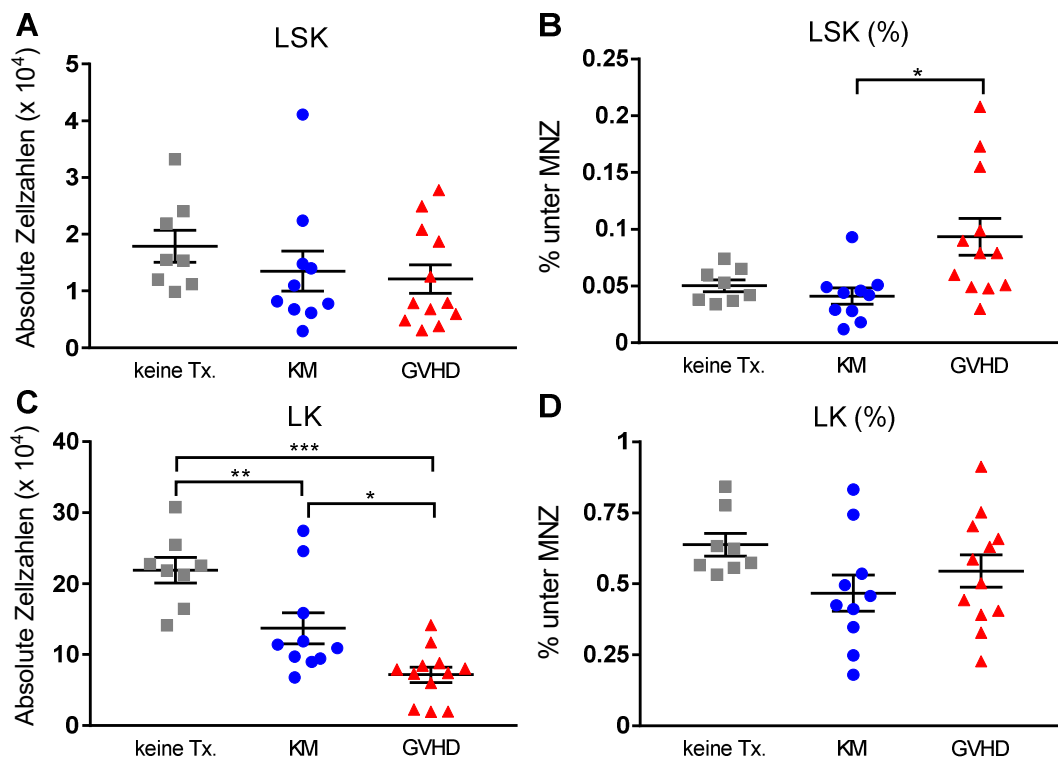 A
LSK
Absolute Zellzahlen (x 10⁴)
5
4
3
2
1
0
keine Tx.
KM
GVHD
B
LSK (%)
% unter MNZ
0.25
0.2
0.15
0.1
0.05
0
*
keine Tx.
KM
GVHD
C
LK
Absolute Zellzahlen (x 10⁴)
40
30
20
10
0
***
**
*
keine Tx.
KM
GVHD
D
LK (%)
% unter MNZ
1
0.75
0.5
0.25
0
keine Tx.
KM
GVHD